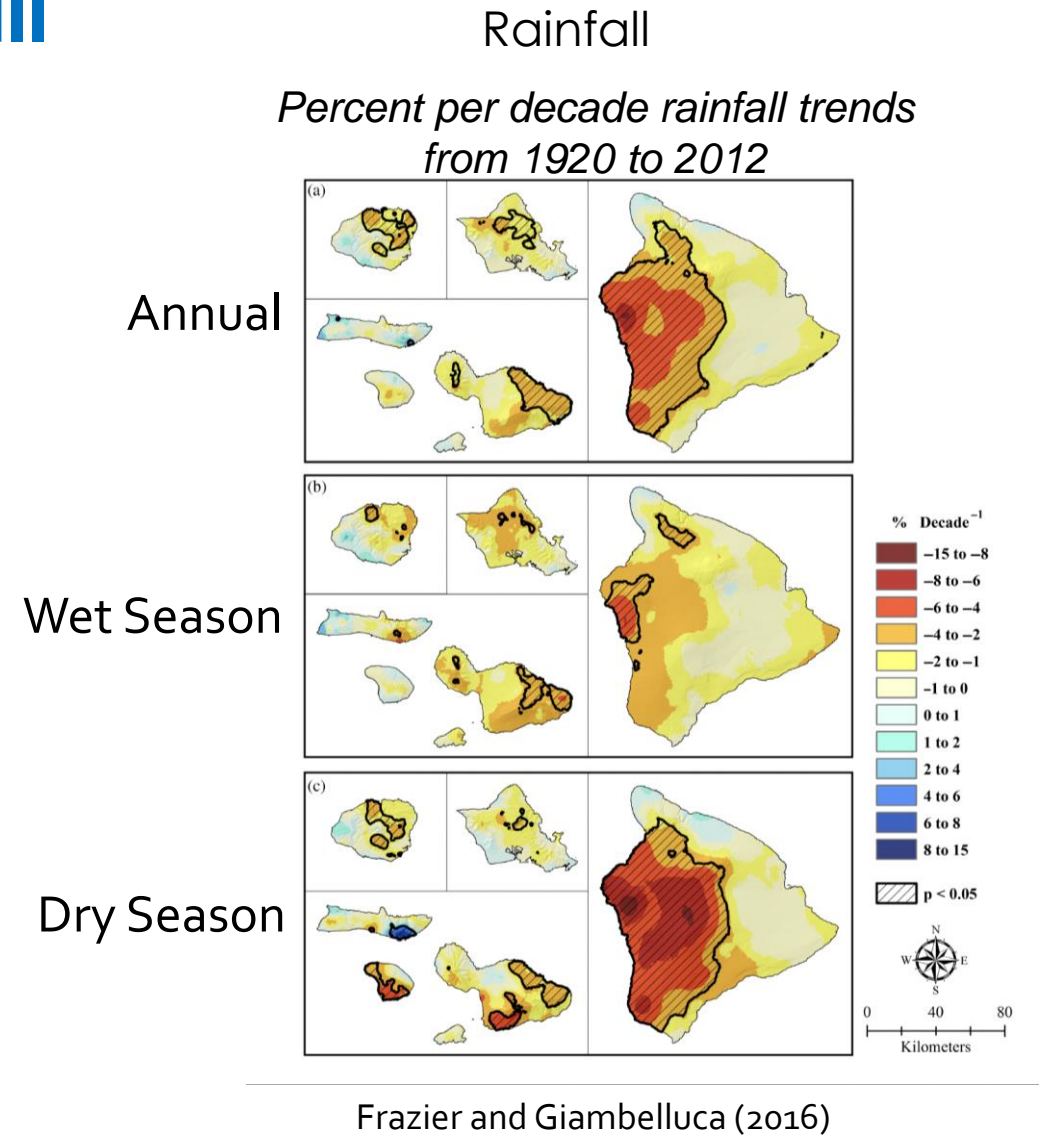 Rainfall
Percent per decade rainfall trends
from 1920 to 2012
Annual
(a)
Wet Season
(b)
Dry Season
(c)
% Decade⁻¹
−15 to −8
−8 to −6
−6 to −4
−4 to −2
−2 to −1
-1 to 0
0 to 1
1 to 2
2 to 4
4 to 6
6 to 8
8 to 15
p < 0.05
N
W E
S
0 40 80
Kilometers
Frazier and Giambelluca (2016)